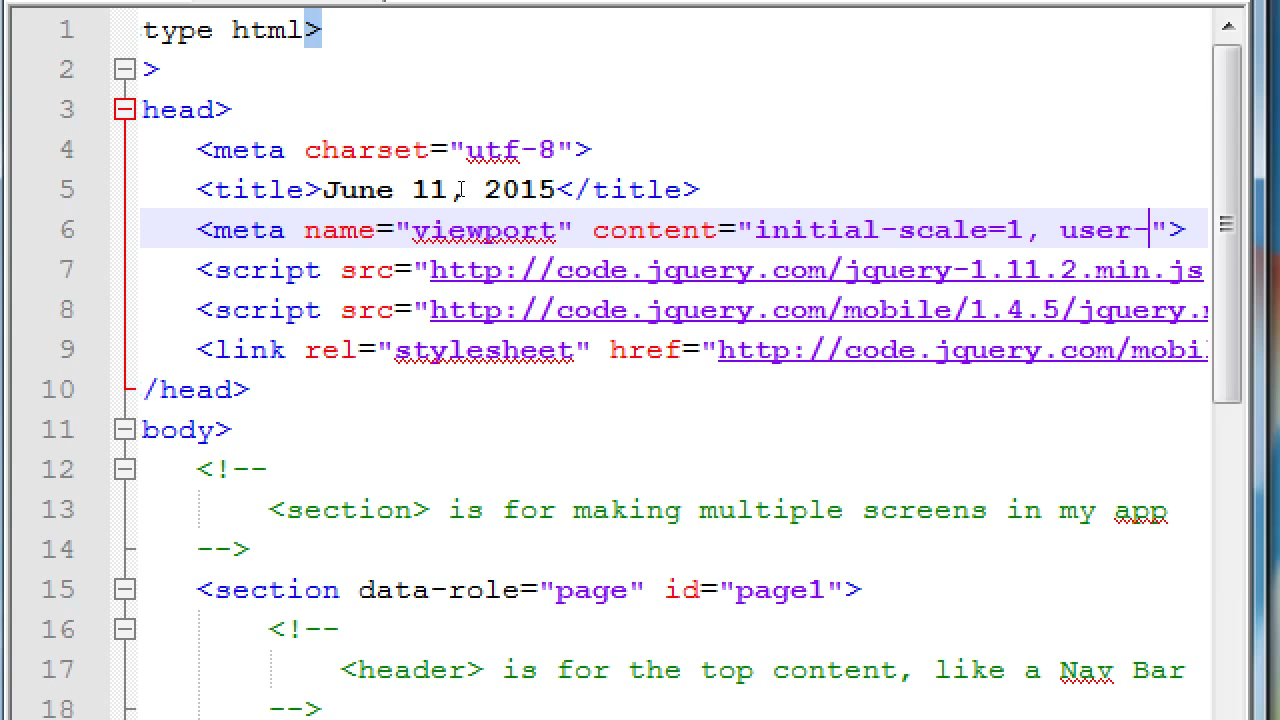 1 type html>
2 >
3 head>
4 <meta charset="utf-8">
5 <title>June 11, 2015</title>
6 <meta name="viewport" content="initial-scale=1, user-">
7 <script src="http://code.jquery.com/jquery-1.11.2.min.js
8 <script src="http://code.jquery.com/mobile/1.4.5/jquery.
9 <link rel="stylesheet" href="http://code.jquery.com/mobi
10 /head>
11 body>
12 <!--
13 <section> is for making multiple screens in my app
14 -->
15 <section data-role="page" id="page1">
16 <!--
17 <header> is for the top content, like a Nav Bar
18 -->